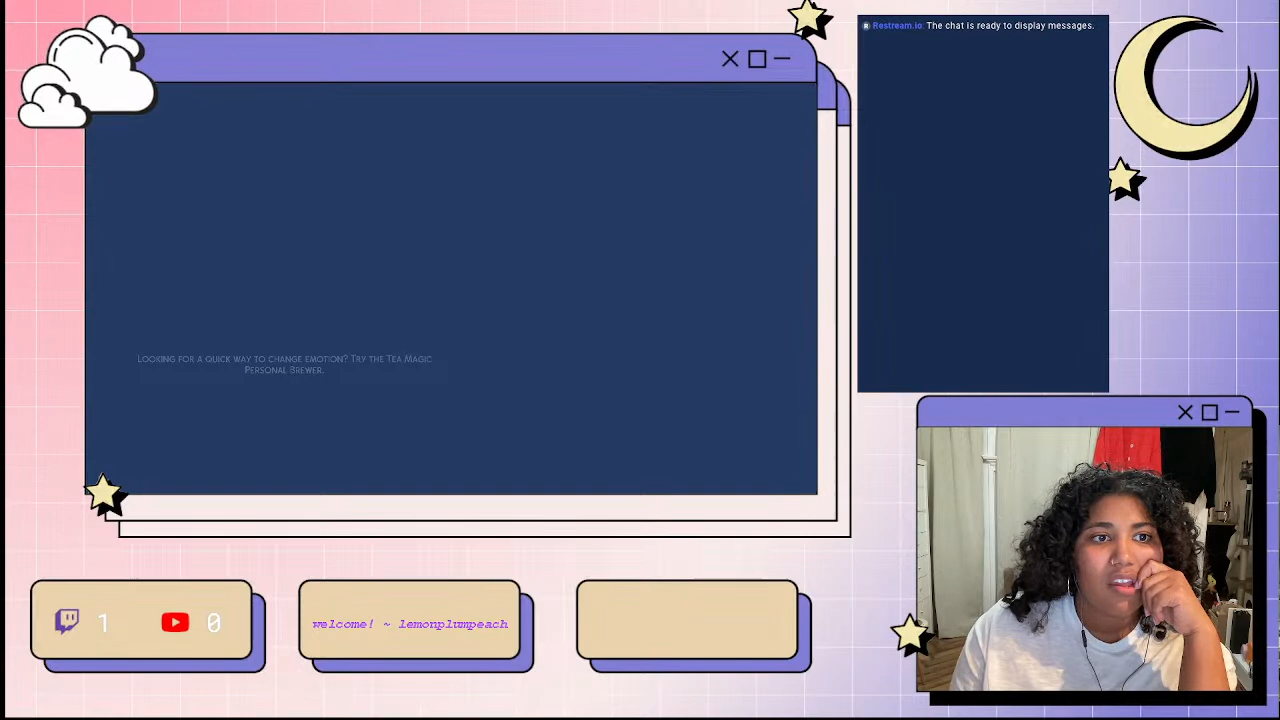 Restream.io: The chat is ready to display messages.
Looking for a quick way to change emotion? Try the Tea Magic
Personal Brewer.
1 0
welcome! ~ lemonplumpeach